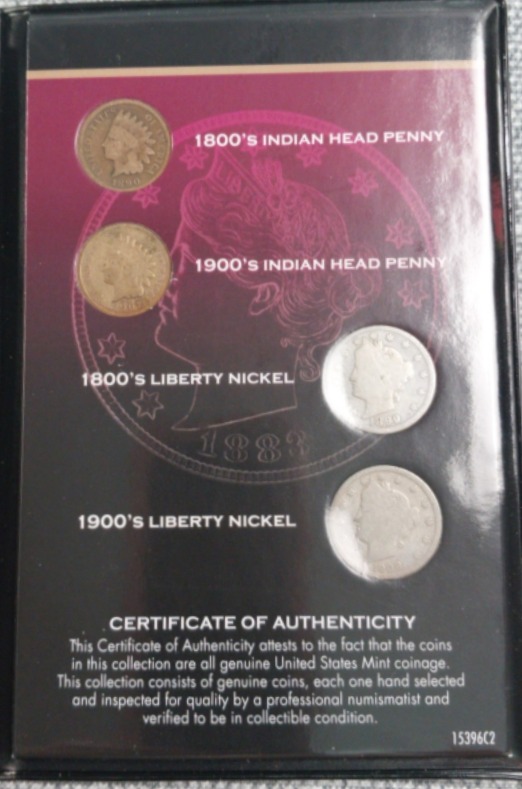 1800'S INDIAN HEAD PENNY
1900'S INDIAN HEAD PENNY
1800'S LIBERTY NICKEL
1883
1900'S LIBERTY NICKEL
CERTIFICATE OF AUTHENTICITY
This Certificate of Authenticity attests to the fact that the coins
in this collection are all genuine United States Mint coinage.
This collection consists of genuine coins, each one hand selected
and inspected for quality by a professional numismatist and
verified to be in collectible condition.
15396C2